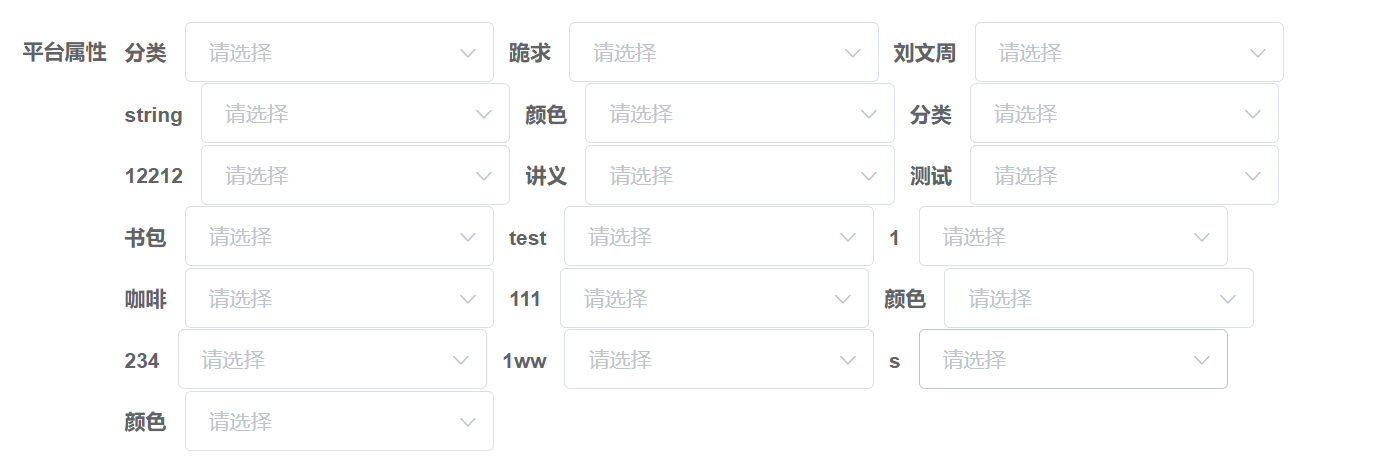 平台属性 分类 请选择 跪求 请选择 刘文周 请选择
string 请选择 颜色 请选择 分类 请选择
12212 请选择 讲义 请选择 测试 请选择
书包 请选择 test 请选择 1 请选择
咖啡 请选择 111 请选择 颜色 请选择
234 请选择 1ww 请选择 s 请选择
颜色 请选择